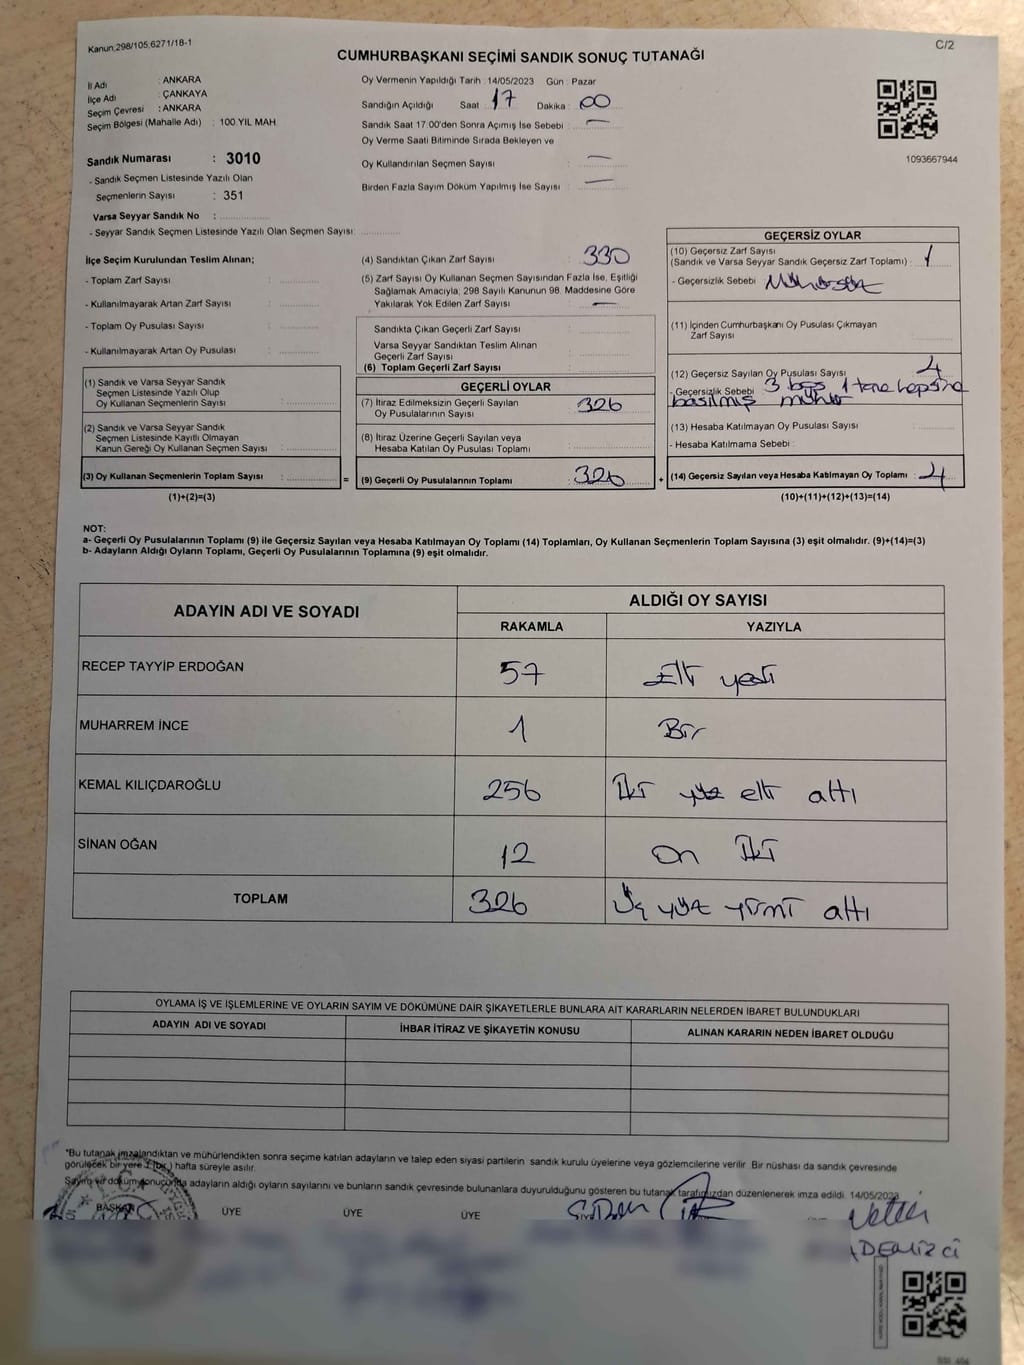 Kanun;298/105;6271/18-1
C/2
CUMHURBAŞKANI SEÇİMİ SANDIK SONUÇ TUTANAĞI
İl Adı : ANKARA
İlçe Adı : ÇANKAYA
Seçim Çevresi : ANKARA
Seçim Bölgesi (Mahalle Adı) : 100.YIL MAH.
Sandık Numarası : 3010
- Sandık Seçmen Listesinde Yazılı Olan
Seçmenlerin Sayısı : 351
Varsa Seyyar Sandık No :
- Seyyar Sandık Seçmen Listesinde Yazılı Olan Seçmen Sayısı:
Oy Vermenin Yapıldığı Tarih :14/05/2023 Gün : Pazar
Sandığın Açıldığı Saat : 17 Dakika : 00
Sandık Saat 17:00'den Sonra Açımış İse Sebebi : —
Oy Verme Saati Bitiminde Sırada Bekleyen ve
Oy Kullandırılan Seçmen Sayısı : —
Birden Fazla Sayım Döküm Yapılmış İse Sayısı : —
1093667944
İlçe Seçim Kurulundan Teslim Alınan;
- Toplam Zarf Sayısı :
- Kullanılmayarak Artan Zarf Sayısı :
- Toplam Oy Pusulası Sayısı :
- Kullanılmayarak Artan Oy Pusulası :
(1) Sandık ve Varsa Seyyar Sandık
Seçmen Listesinde Yazılı Olup
Oy Kullanan Seçmenlerin Sayısı :
(2) Sandık ve Varsa Seyyar Sandık
Seçmen Listesinde Kayıtlı Olmayan
Kanun Gereği Oy Kullanan Seçmen Sayısı :
(3) Oy Kullanan Seçmenlerin Toplam Sayısı :
(1)+(2)=(3)
(4) Sandıktan Çıkan Zarf Sayısı : 330
(5) Zarf Sayısı Oy Kullanan Seçmen Sayısından Fazla İse, Eşitliği
Sağlamak Amacıyla; 298 Sayılı Kanunun 98. Maddesine Göre
Yakılarak Yok Edilen Zarf Sayısı : —
Sandıkta Çıkan Geçerli Zarf Sayısı :
Varsa Seyyar Sandıktan Teslim Alınan
Geçerli Zarf Sayısı :
(6) Toplam Geçerli Zarf Sayısı :
GEÇERLİ OYLAR
(7) İtiraz Edilmeksizin Geçerli Sayılan
Oy Pusulalarının Sayısı : 326
(8) İtiraz Üzerine Geçerli Sayılan veya
Hesaba Katılan Oy Pusulası Toplamı :
= (9) Geçerli Oy Pusulalarının Toplamı : 326 +
GEÇERSİZ OYLAR
(10) Geçersiz Zarf Sayısı
(Sandık ve Varsa Seyyar Sandık Geçersiz Zarf Toplamı) : 1
- Geçersizlik Sebebi : Mühürsüz
(11) İçinden Cumhurbaşkanı Oy Pusulası Çıkmayan
Zarf Sayısı :
(12) Geçersiz Sayılan Oy Pusulası Sayısı : 4
- Geçersizlik Sebebi : 3 boş 1 tane hepsine
basılmış mühür
(13) Hesaba Katılmayan Oy Pusulası Sayısı :
- Hesaba Katılmama Sebebi :
(14) Geçersiz Sayılan veya Hesaba Katılmayan Oy Toplamı : 4
(10)+(11)+(12)+(13)=(14)
NOT:
a- Geçerli Oy Pusulalarının Toplamı (9) ile Geçersiz Sayılan veya Hesaba Katılmayan Oy Toplamı (14) Toplamları, Oy Kullanan Seçmenlerin Toplam Sayısına (3) eşit olmalıdır. (9)+(14)=(3)
b- Adayların Aldığı Oyların Toplamı, Geçerli Oy Pusulalarının Toplamına (9) eşit olmalıdır.
ADAYIN ADI VE SOYADI
ALDIĞI OY SAYISI
RAKAMLA YAZIYLA
RECEP TAYYİP ERDOĞAN 57 Elli yedi
MUHARREM İNCE 1 Bir
KEMAL KILIÇDAROĞLU 256 İki yüz elli altı
SİNAN OĞAN 12 On İki
TOPLAM 326 Üç yüz yirmi altı
OYLAMA İŞ VE İŞLEMLERİNE VE OYLARIN SAYIM VE DÖKÜMÜNE DAİR ŞİKAYETLERLE BUNLARA AİT KARARLARIN NELERDEN İBARET BULUNDUKLARI
ADAYIN ADI VE SOYADI İHBAR İTİRAZ VE ŞİKAYETİN KONUSU ALINAN KARARIN NEDEN İBARET OLDUĞU
"Bu tutanak imzalandıktan ve mühürlendikten sonra seçime katılan adayların ve talep eden siyasi partilerin sandık kurulu üyelerine veya gözlemcilerine verilir. Bir nüshası da sandık çevresinde
görülecek bir yere 1 (bir) hafta süreyle asılır.
Sayım ve döküm sonucunda adayların aldığı oyların sayılarını ve bunların sandık çevresinde bulunanlara duyurulduğunu gösteren bu tutanak tarafımızdan düzenlenerek imza edildi. 14/05/2023
BAŞKAN ÜYE ÜYE ÜYE
DEMİZCİ